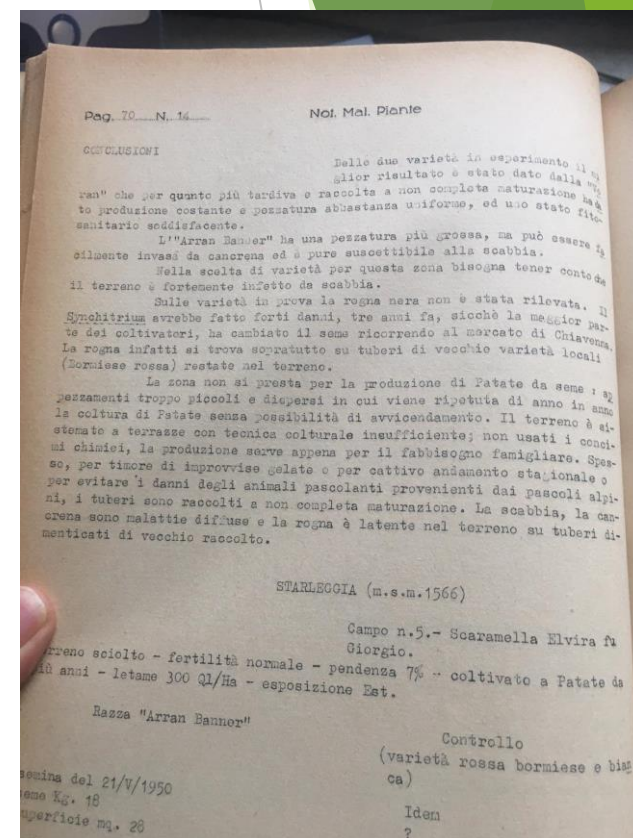 Pag. 70 N. 14
Not. Mal. Piante
CONCLUSIONI
Delle due varietà in esperimento il mi
glior risultato è stato dato dalla "Vo
ran" che per quanto più tardiva e raccolta a non completa maturazione ha da
to produzione costante e pezzatura abbastanza uniforme, ed uno stato fito-
sanitario soddisfacente.
L'"Arran Banner" ha una pezzatura più grossa, ma può essere fa
cilmente invasa da cancrena ed è pure suscettibile alla scabbia.
Nella scelta di varietà per questa zona bisogna tener conto che
il terreno è fortemente infetto da scabbia.
Sulle varietà in prova la rogna nera non è stata rilevata. Il
Synchitrium avrebbe fatto forti danni, tre anni fa, sicchè la maggior par-
te dei coltivatori, ha cambiato il seme ricorrendo al mercato di Chiavenna.
La rogna infatti si trova sopratutto su tuberi di vecchio varietà locali
(Bormiese rossa) restate nel terreno.
La zona non si presta per la produzione di Patate da seme ; ap
pezzamenti troppo piccoli e dispersi in cui viene ripetuta di anno in anno
la coltura di Patate senza possibilità di avvicendamento. Il terreno è si-
stemato a terrazze con tecnica colturale insufficiente; non usati i conci-
mi chimici, la produzione serve appena per il fabbisogno famigliare. Spes-
so, per timore di improvvise gelate o per cattivo andamento stagionale o
per evitare i danni degli animali pascolanti provenienti dai pascoli alpi-
ni, i tuberi sono raccolti a non completa maturazione. La scabbia, la can-
crena sono malattie diffuse e la rogna è latente nel terreno su tuberi di-
menticati di vecchio raccolto.
STARLEGGIA (m.s.m.1566)
Campo n.5.- Scaramella Elvira fu
Giorgio.
rreno sciolto - fertilità normale - pendenza 7% - coltivato a Patate da
iù anni - letame 300 Ql/Ha - esposizione Est.
Razza "Arran Banner"
Controllo
(varietà rossa bormiese e bian
ca)
semina del 21/V/1950
seme Kg. 18
Idem
uperficie mq. 28
?